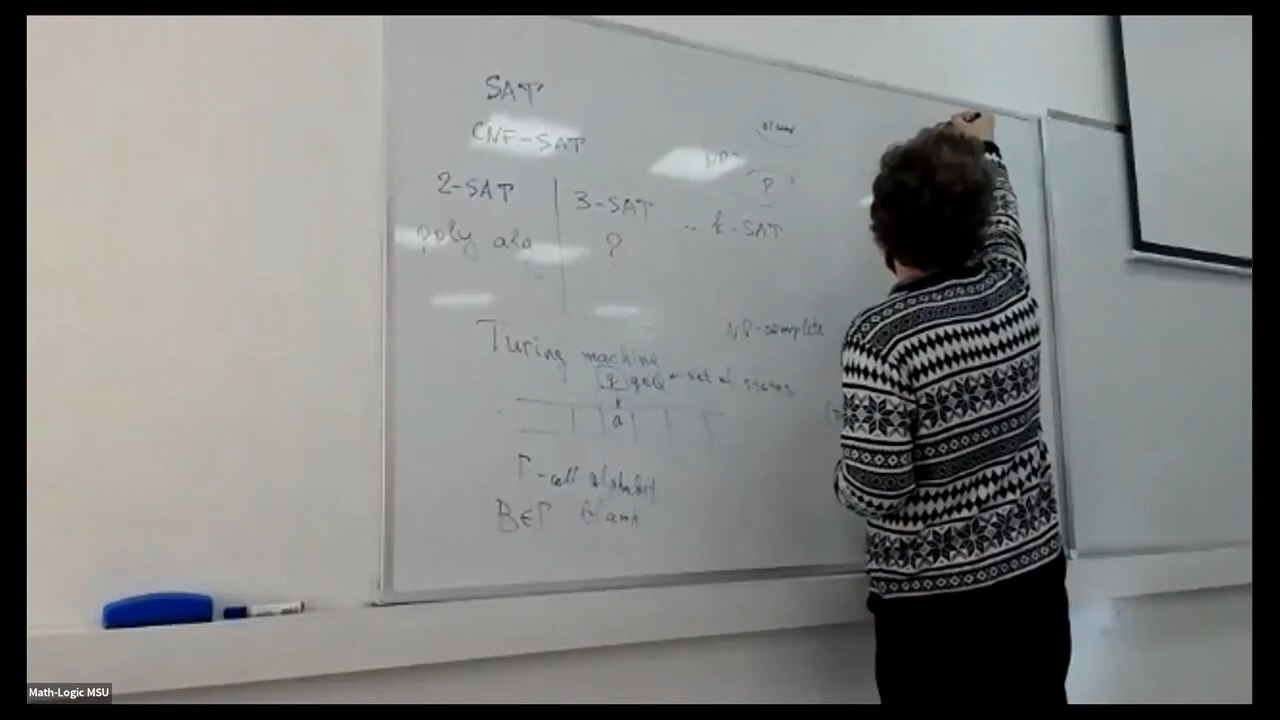 SAT
CNF-SAT
2-SAT
3-SAT
k-SAT
poly alg
?
P
NP-complete
Turing machine
q∈Q ← set of states
a
Γ-cell alphabet
B∈Γ blank
Math-Logic MSU